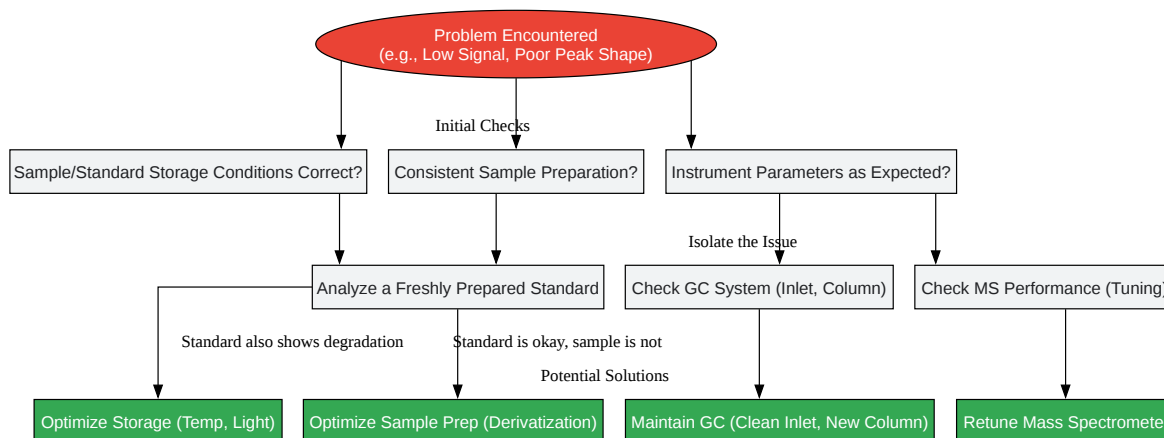 Problem Encountered
(e.g., Low Signal, Poor Peak Shape)
Initial Checks
Sample/Standard Storage Conditions Correct?
Consistent Sample Preparation?
Instrument Parameters as Expected?
Isolate the Issue
Analyze a Freshly Prepared Standard
Check GC System (Inlet, Column)
Check MS Performance (Tuning)
Standard also shows degradation
Standard is okay, sample is not
Potential Solutions
Optimize Storage (Temp, Light)
Optimize Sample Prep (Derivatization)
Maintain GC (Clean Inlet, New Column)
Retune Mass Spectromete